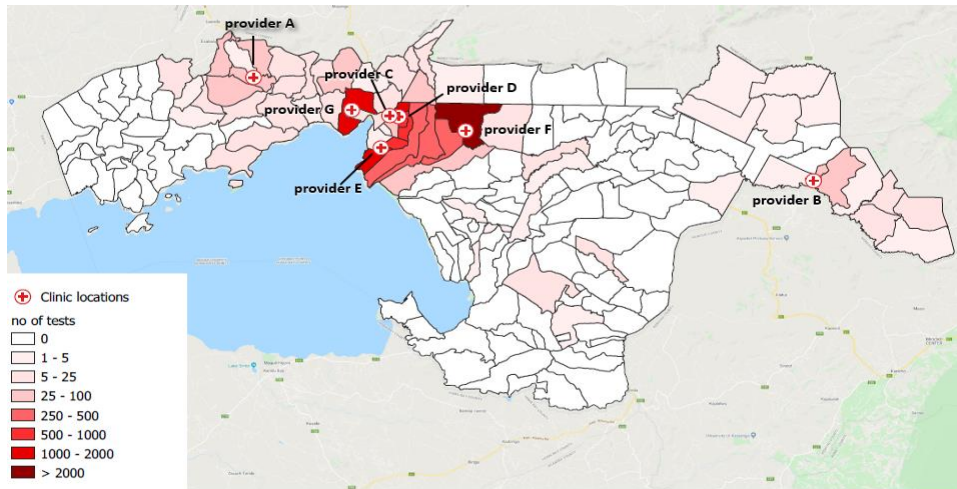 provider A
provider C
provider D
provider G
provider F
provider E
provider B
Clinic locations
no of tests
0
1 - 5
5 - 25
25 - 100
250 - 500
500 - 1000
1000 - 2000
> 2000